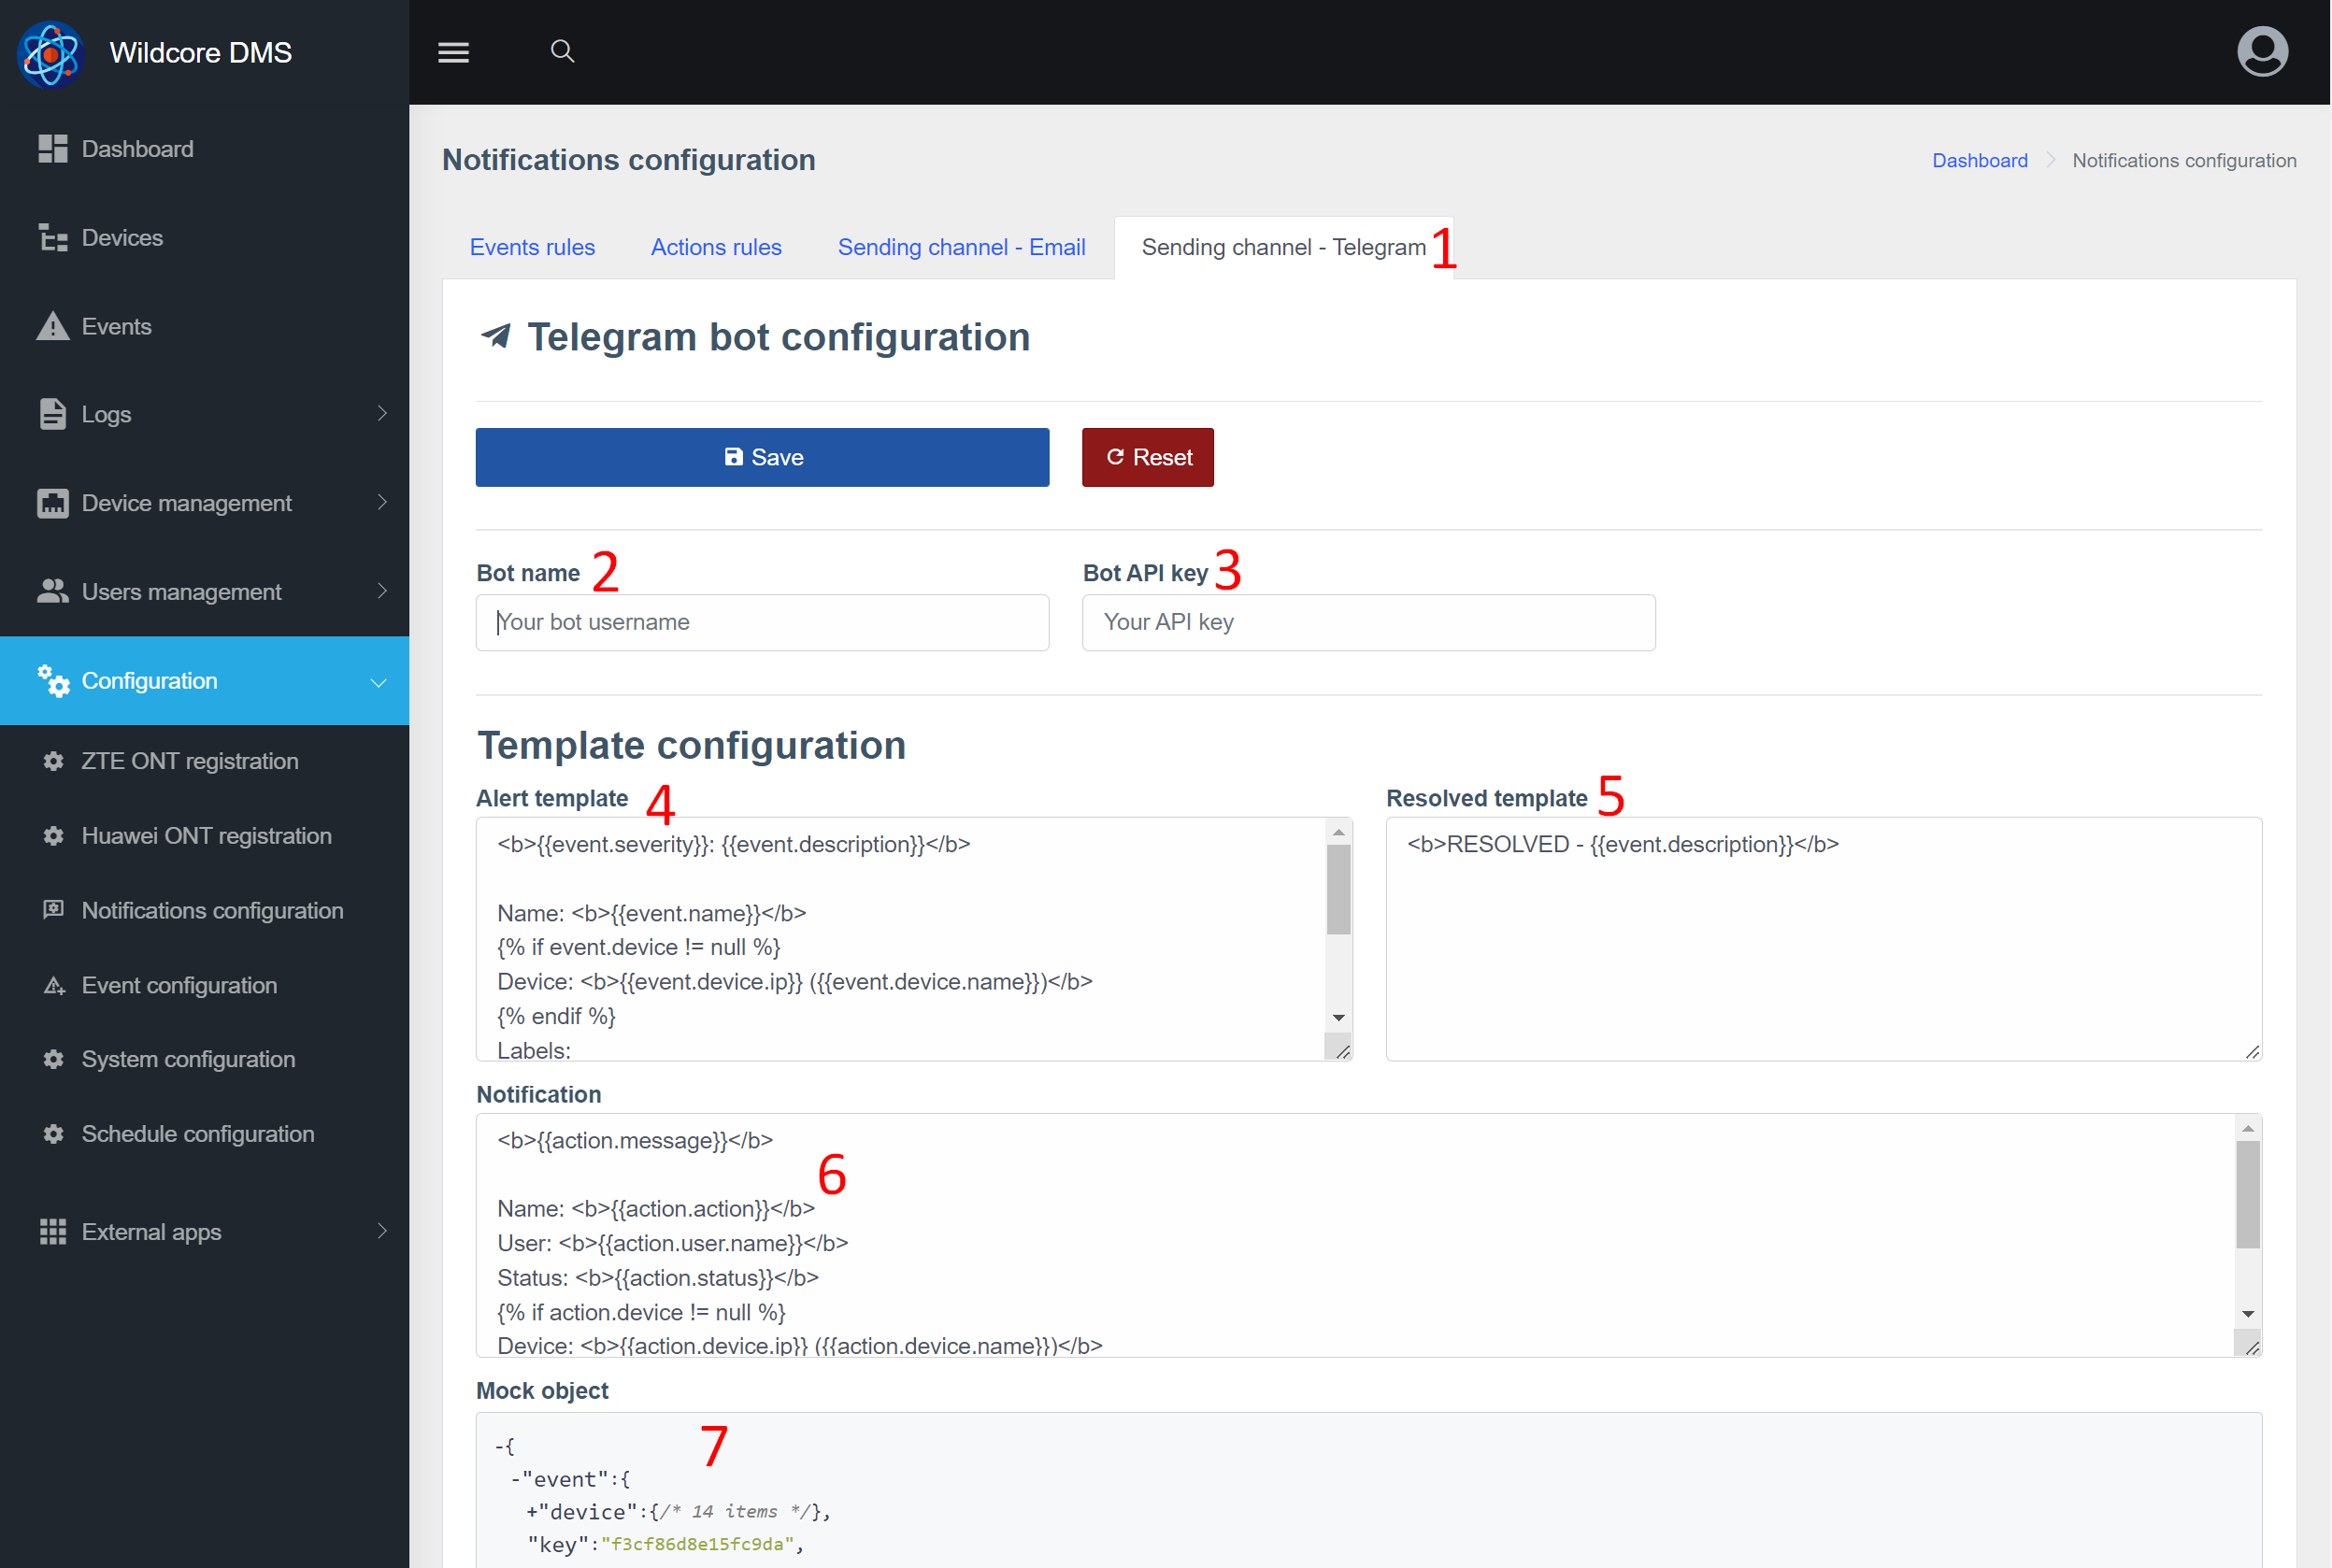 Wildcore DMS
Dashboard
Devices
Events
Logs
Device management
Users management
Configuration
ZTE ONT registration
Huawei ONT registration
Notifications configuration
Event configuration
System configuration
Schedule configuration
External apps
Notifications configuration
Dashboard Notifications configuration
Events rules Actions rules Sending channel - Email Sending channel - Telegram 1
Telegram bot configuration
Save Reset
Bot name 2 Bot API key 3
Your bot username Your API key
Template configuration
Alert template 4
<b>{{event.severity}}: {{event.description}}</b>
Name: <b>{{event.name}}</b>
{% if event.device != null %}
Device: <b>{{event.device.ip}} ({{event.device.name}})</b>
{% endif %}
Labels:
Resolved template 5
<b>RESOLVED - {{event.description}}</b>
Notification
<b>{{action.message}}</b>
6
Name: <b>{{action.action}}</b>
User: <b>{{action.user.name}}</b>
Status: <b>{{action.status}}</b>
{% if action.device != null %}
Device: <b>{{action.device.ip}} ({{action.device.name}})</b>
Mock object
7
-{
-"event":{
+"device":{/* 14 items */},
"key":"f3cf86d8e15fc9da",